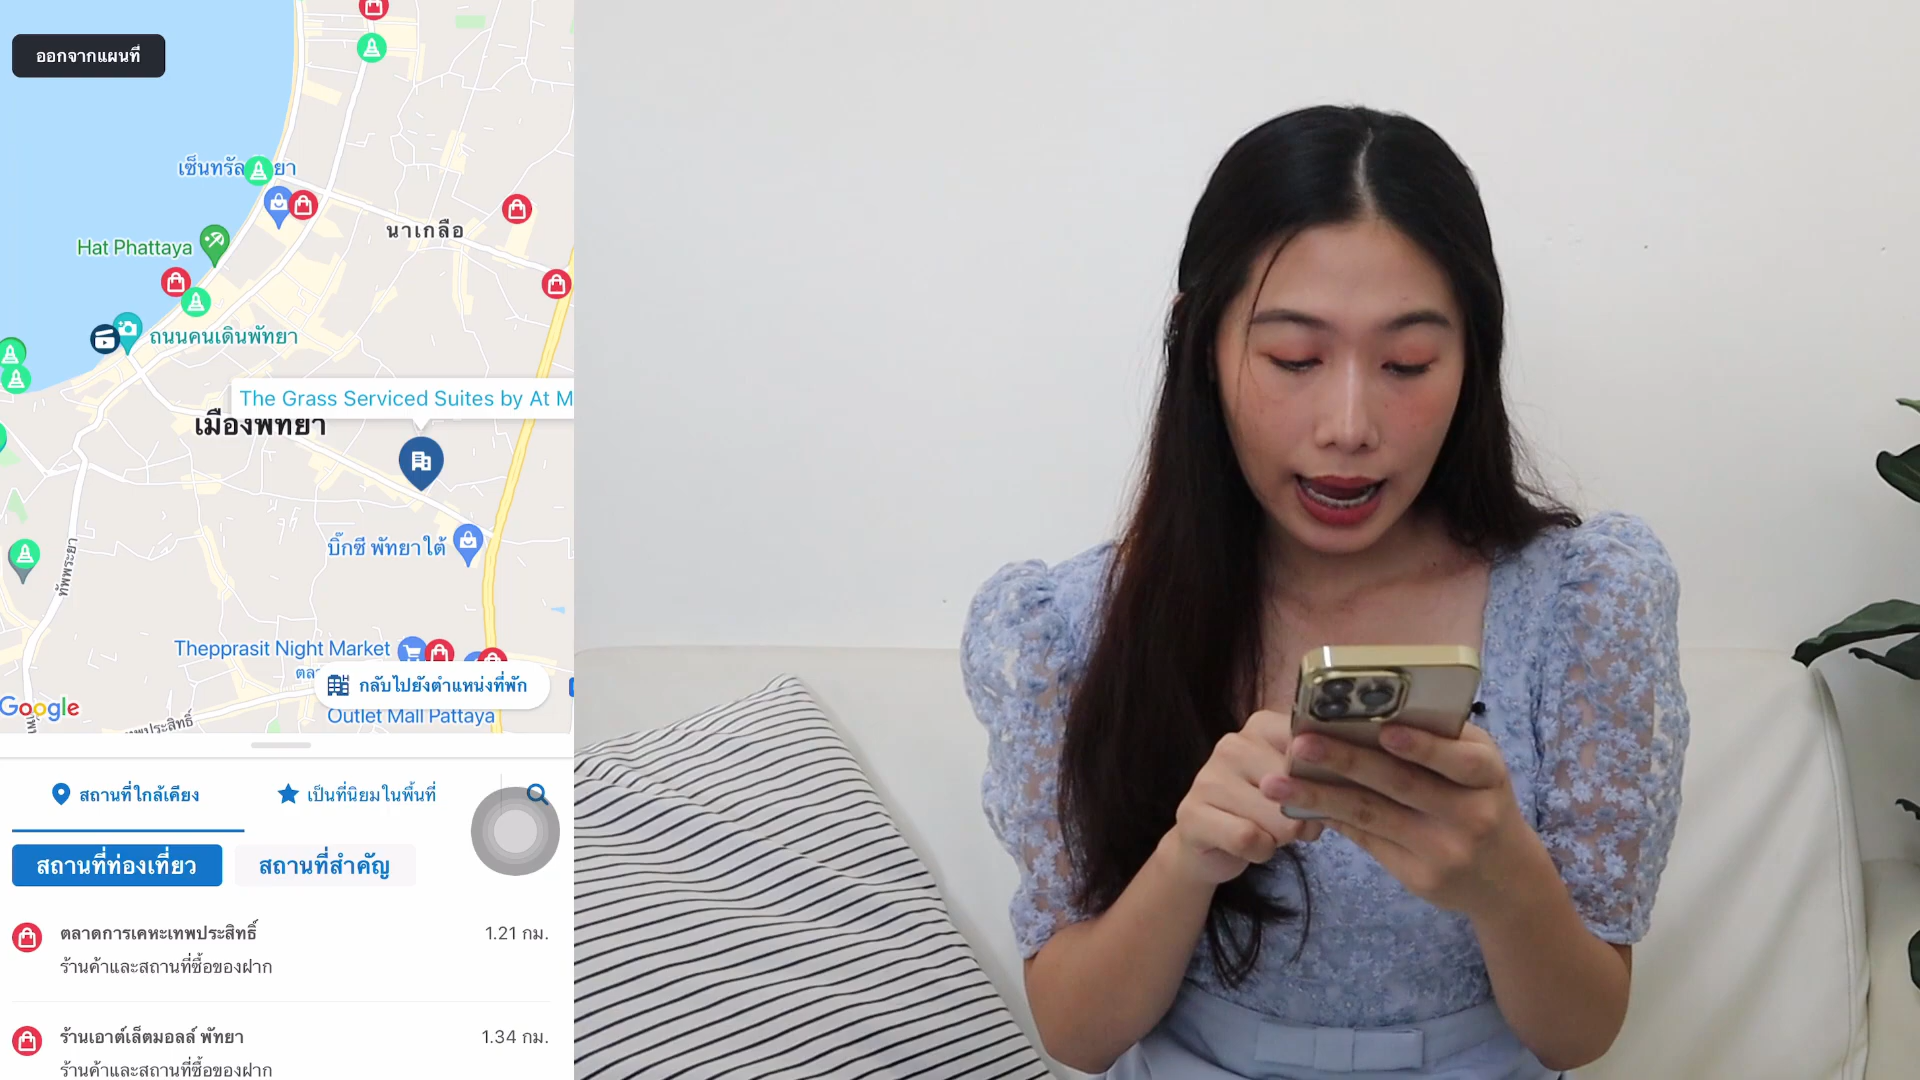 ออกจากแผนที่
นาเกลือ
Hat Phattaya
ถนนคนเดินพัทยา
The Grass Serviced Suites by At M
เมืองพัทยา
บิ๊กซี พัทยาใต้
ทัพพระยา
Thepprasit Night Market
กลับไปยังตำแหน่งที่พัก
Google
Outlet Mall Pattaya
สถานที่ใกล้เคียง
เป็นที่นิยมในพื้นที่
สถานที่ท่องเที่ยว
สถานที่สำคัญ
ตลาดการเคหะเทพประสิทธิ์
1.21 กม.
ร้านค้าและสถานที่ซื้อของฝาก
ร้านเอาต์เล็ตมอลล์ พัทยา
1.34 กม.
ร้านค้าและสถานที่ซื้อของฝาก